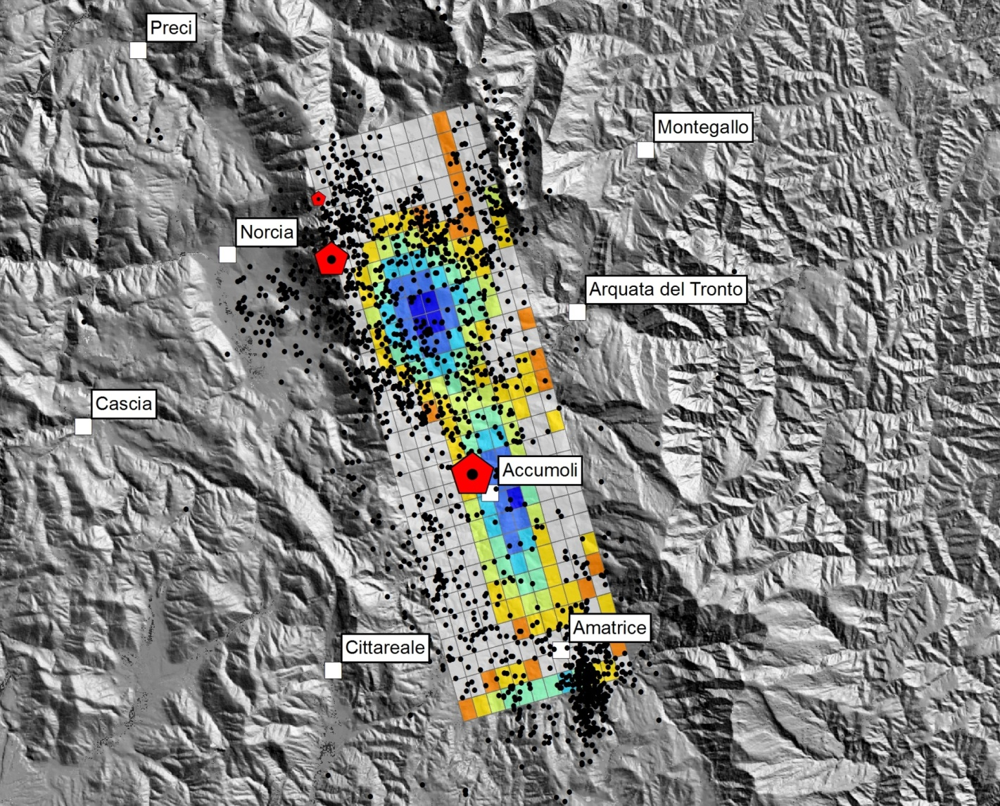 Preci
Montegallo
Norcia
Arquata del Tronto
Cascia
Accumoli
Amatrice
Cittareale